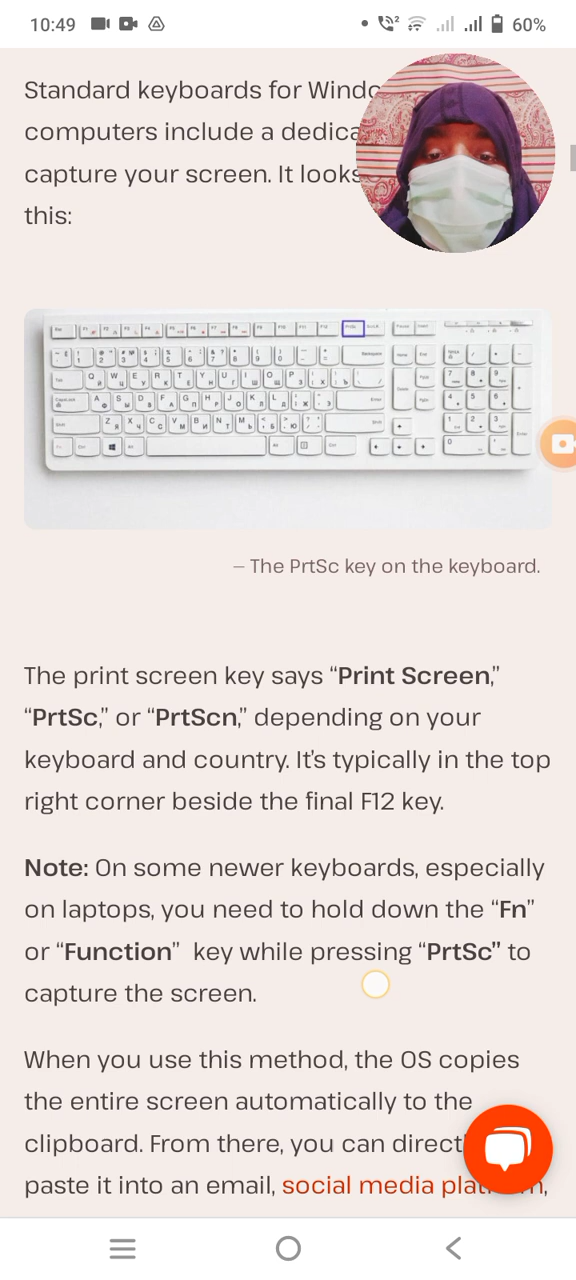 10:49
60%
Standard keyboards for Windo
computers include a dedica
capture your screen. It looks
this:
– The PrtSc key on the keyboard.
The print screen key says “Print Screen,”
“PrtSc,” or “PrtScn,” depending on your
keyboard and country. It’s typically in the top
right corner beside the final F12 key.
Note: On some newer keyboards, especially
on laptops, you need to hold down the “Fn”
or “Function”  key while pressing “PrtSc” to
capture the screen.
When you use this method, the OS copies
the entire screen automatically to the
clipboard. From there, you can direct
paste it into an email, social media plat